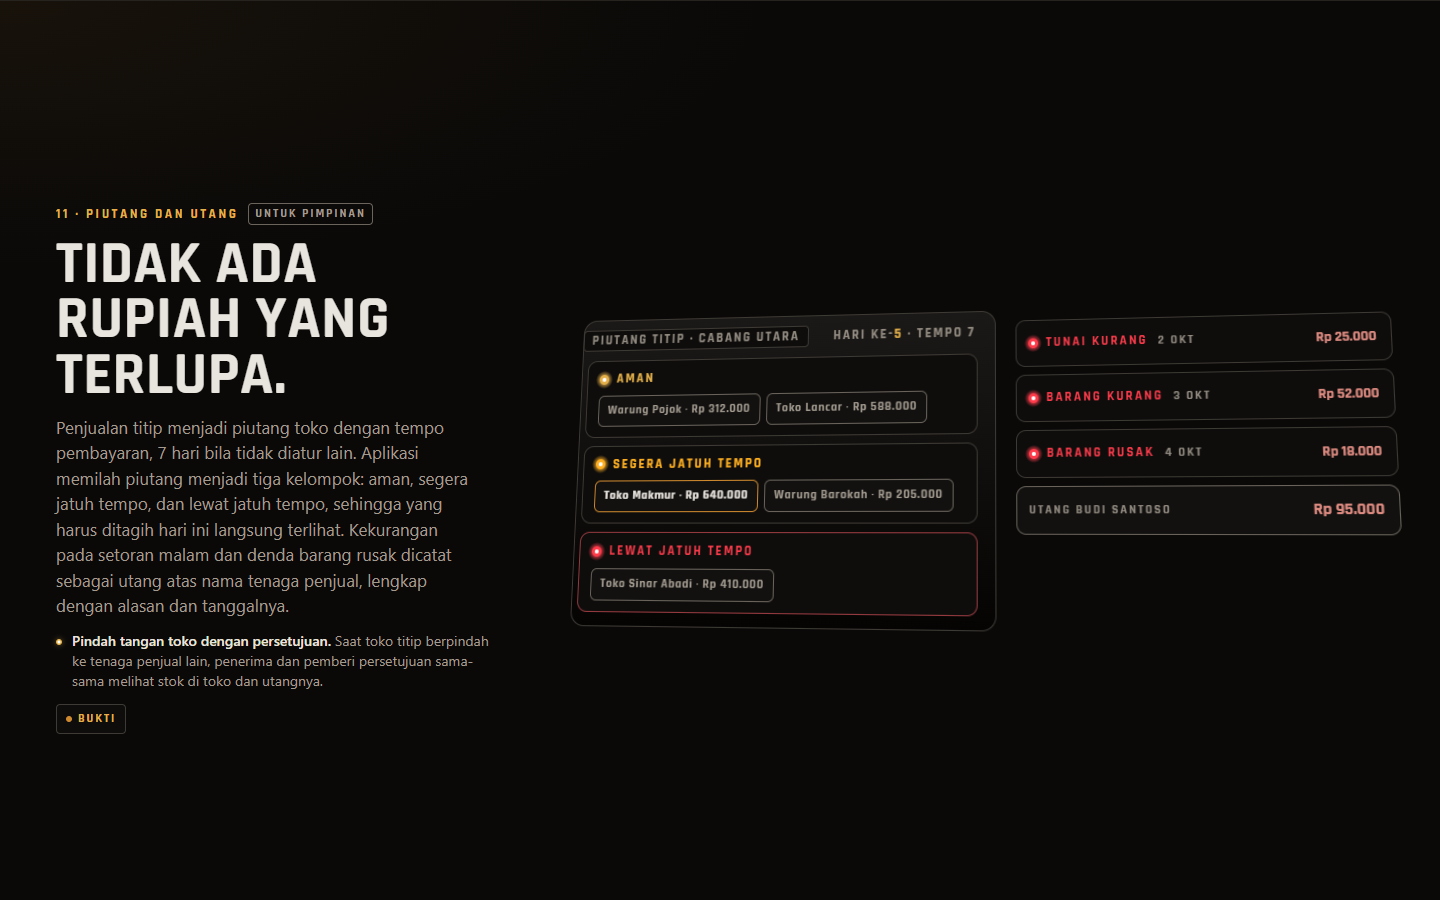 11 · PIUTANG DAN UTANG
UNTUK PIMPINAN
TIDAK ADA
RUPIAH YANG
TERLUPA.
Penjualan titip menjadi piutang toko dengan tempo
pembayaran, 7 hari bila tidak diatur lain. Aplikasi
memilah piutang menjadi tiga kelompok: aman, segera
jatuh tempo, dan lewat jatuh tempo, sehingga yang
harus ditagih hari ini langsung terlihat. Kekurangan
pada setoran malam dan denda barang rusak dicatat
sebagai utang atas nama tenaga penjual, lengkap
dengan alasan dan tanggalnya.
Pindah tangan toko dengan persetujuan. Saat toko titip berpindah
ke tenaga penjual lain, penerima dan pemberi persetujuan sama-
sama melihat stok di toko dan utangnya.
BUKTI
PIUTANG TITIP · CABANG UTARA
HARI KE-5 · TEMPO 7
AMAN
Warung Pojok · Rp 312.000
Toko Lancar · Rp 588.000
SEGERA JATUH TEMPO
Toko Makmur · Rp 640.000
Warung Barokah · Rp 205.000
LEWAT JATUH TEMPO
Toko Sinar Abadi · Rp 410.000
TUNAI KURANG 2 OKT Rp 25.000
BARANG KURANG 3 OKT Rp 52.000
BARANG RUSAK 4 OKT Rp 18.000
UTANG BUDI SANTOSO Rp 95.000